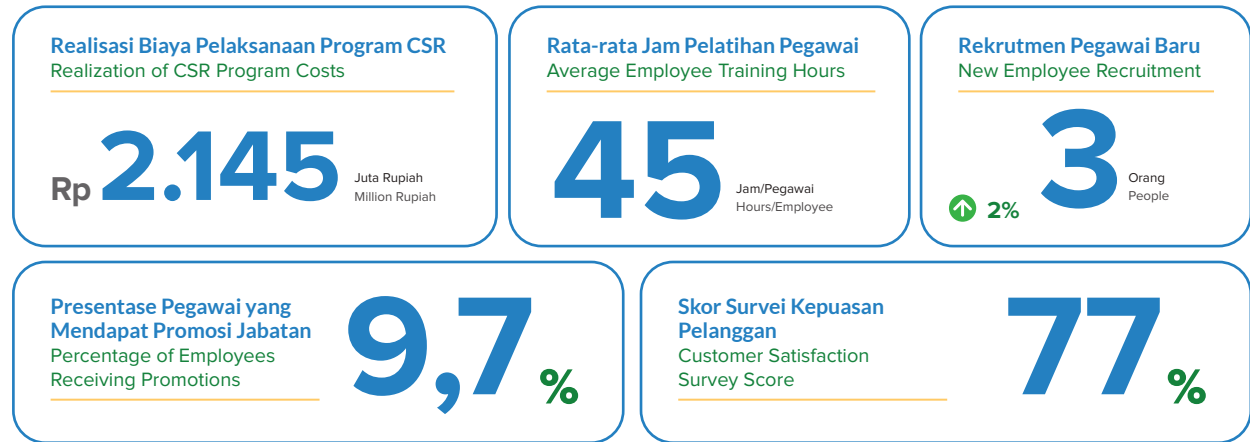 Realisasi Biaya Pelaksanaan Program CSR
Realization of CSR Program Costs
Rp 2.145
Juta Rupiah
Million Rupiah
Rata-rata Jam Pelatihan Pegawai
Average Employee Training Hours
45
Jam/Pegawai
Hours/Employee
Rekrutmen Pegawai Baru
New Employee Recruitment
2%
3
Orang
People
Presentase Pegawai yang
Mendapat Promosi Jabatan
Percentage of Employees
Receiving Promotions
9,7 %
Skor Survei Kepuasan
Pelanggan
Customer Satisfaction
Survey Score
77 %